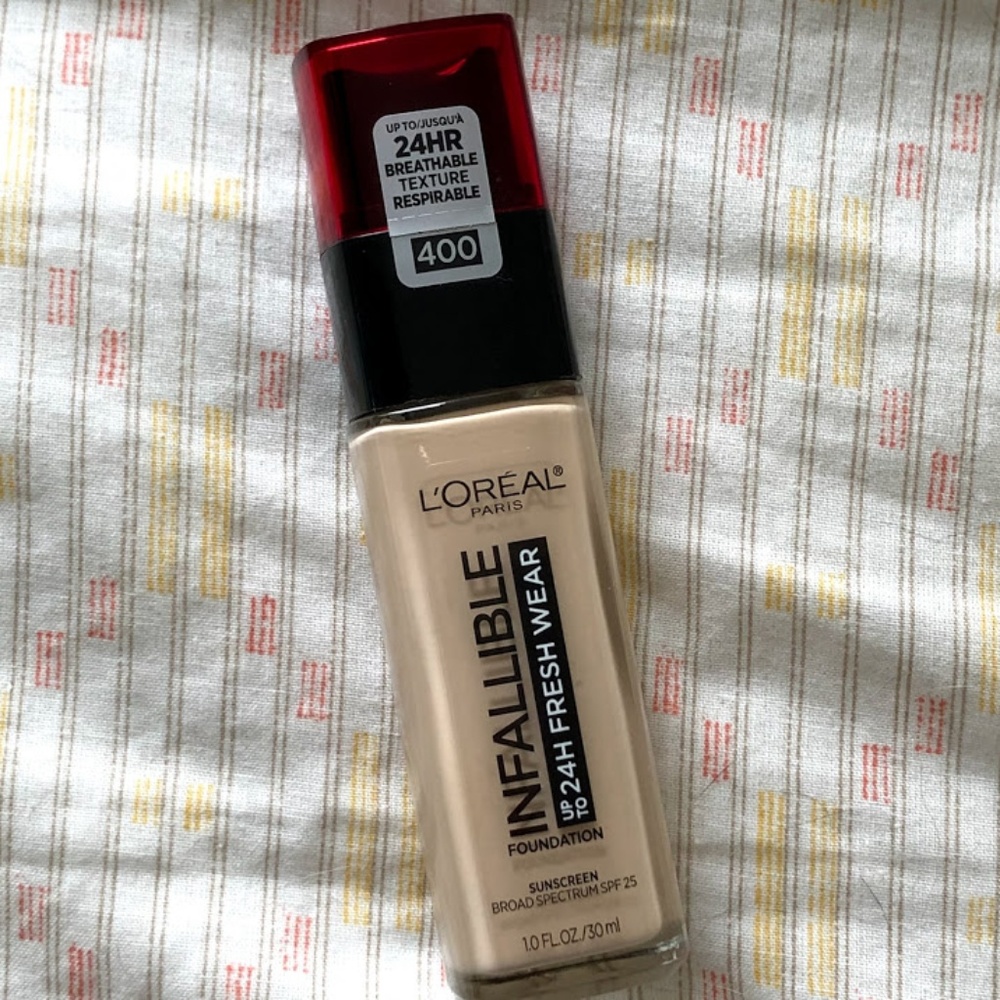 UP TO/JUSQU'À
24HR
BREATHABLE
TEXTURE
RESPIRABLE
400
L'ORÉAL®
PARIS
INFALLIBLE
UP TO 24H FRESH WEAR
FOUNDATION
SUNSCREEN
BROAD SPECTRUM SPF 25
1.0 FL.OZ./30 ml